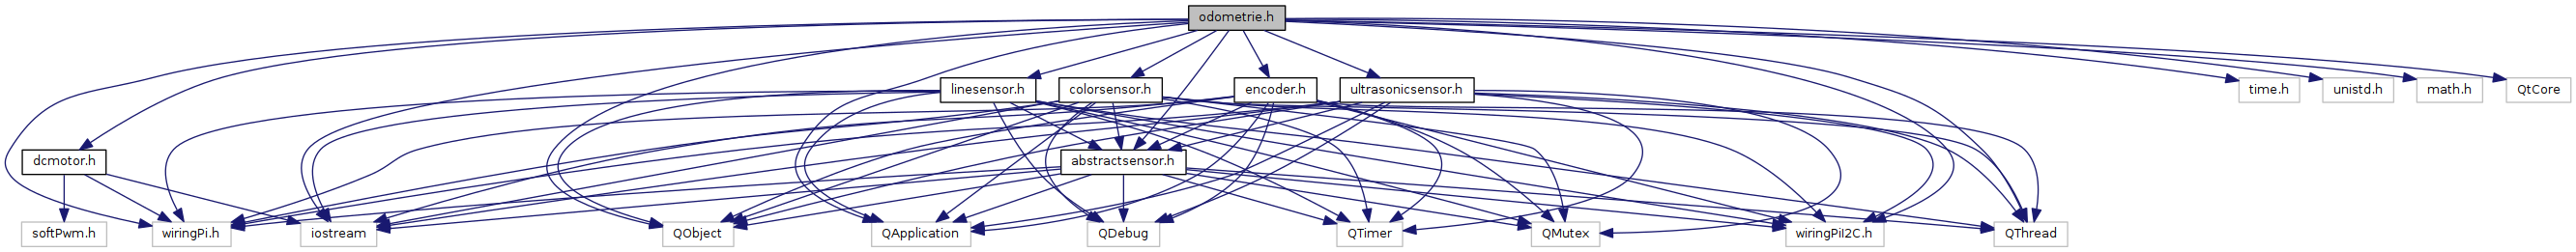 odometrie.h
linesensor.h
colorsensor.h
encoder.h
ultrasonicsensor.h
time.h
unistd.h
math.h
QtCore
dcmotor.h
abstractsensor.h
softPwm.h
wiringPi.h
iostream
QObject
QApplication
QDebug
QTimer
QMutex
wiringPiI2C.h
QThread